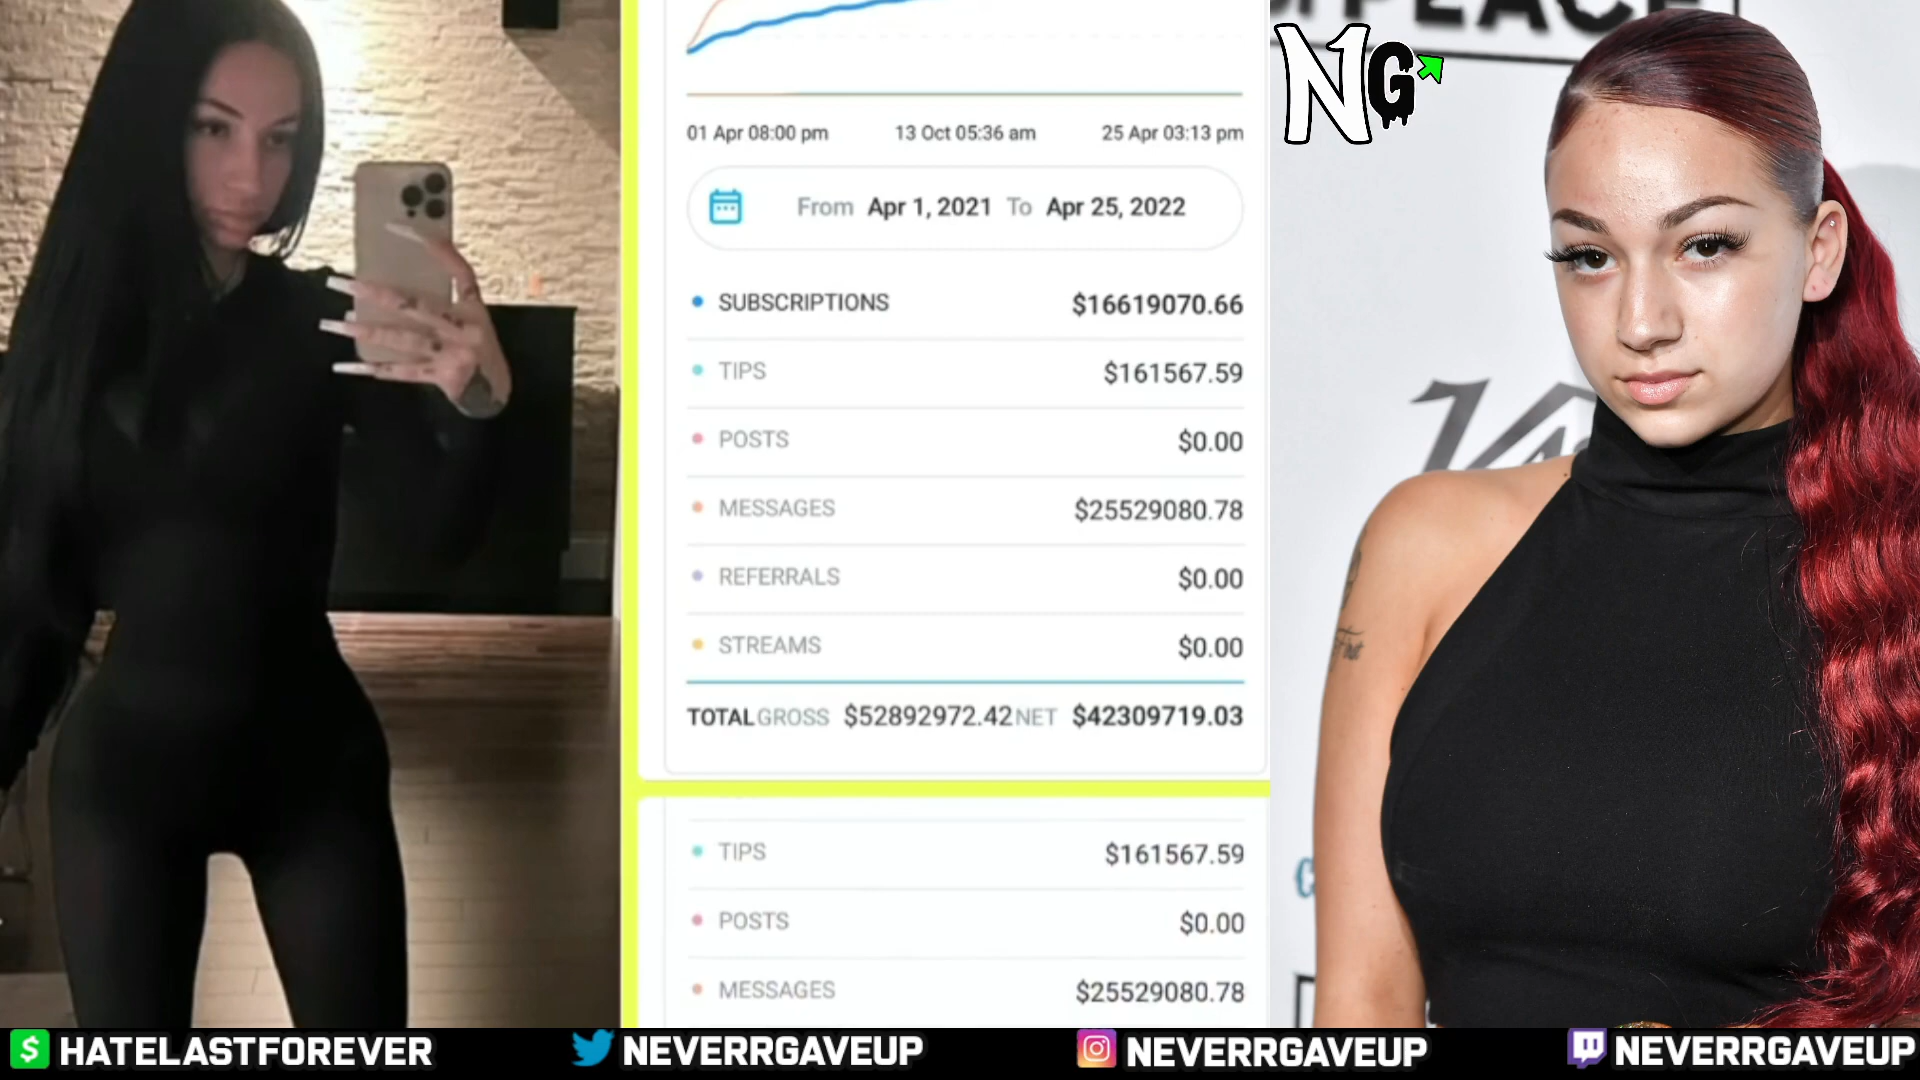 01 Apr 08:00 pm 13 Oct 05:36 am 25 Apr 03:13 pm
From Apr 1, 2021 To Apr 25, 2022
SUBSCRIPTIONS $16619070.66
TIPS $161567.59
POSTS $0.00
MESSAGES $25529080.78
REFERRALS $0.00
STREAMS $0.00
TOTAL GROSS $52892972.42 NET $42309719.03
TIPS $161567.59
POSTS $0.00
MESSAGES $25529080.78
NG
$ HATELASTFOREVER NEVERRGAVEUP NEVERRGAVEUP NEVERRGAVEUP